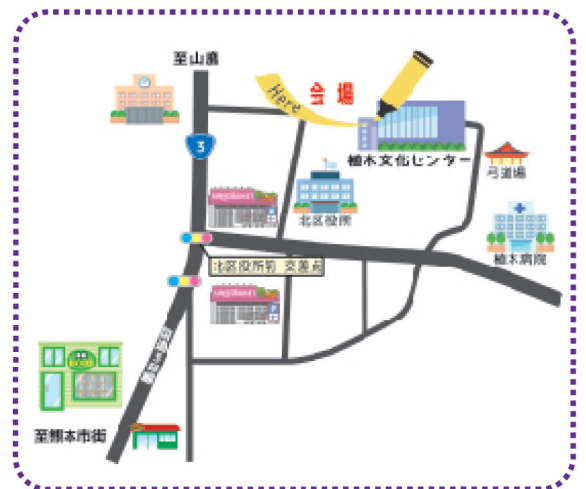 至山鹿
Here
会場
3
植木文化センター
弓道場
北区役所
植木病院
北区役所前 交差点
至熊本市街